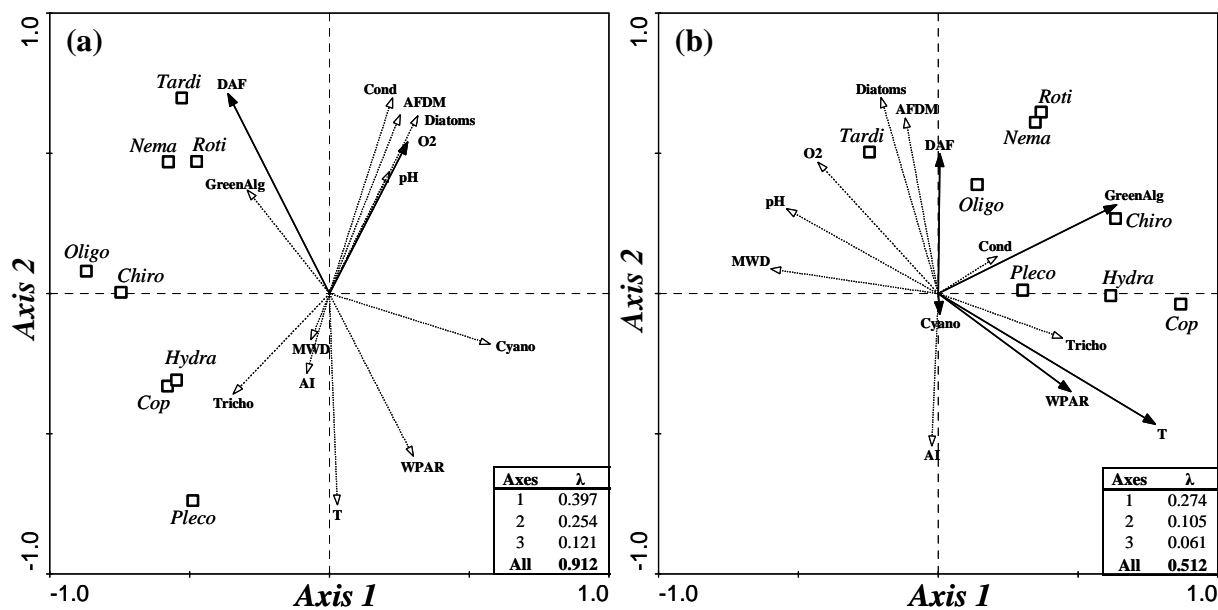 (a)
1.0
Tardi
DAF
Cond
AFDM
Diatoms
O2
Nema
Roti
pH
GreenAlg
Oligo
Chiro
Axis 2
MWD
Cyano
Hydra
AI
Cop
Tricho
WPAR
T
Pleco
Axes λ
1 0.397
2 0.254
3 0.121
All 0.912
-1.0
-1.0
Axis 1
1.0
(b)
1.0
Diatoms
AFDM
Roti
Nema
Tardi
DAF
O2
Oligo
GreenAlg
pH
Chiro
Cond
MWD
Pleco
Hydra
Axis 2
Cyano
Cop
Tricho
WPAR
T
AI
Axes λ
1 0.274
2 0.105
3 0.061
All 0.512
-1.0
-1.0
Axis 1
1.0